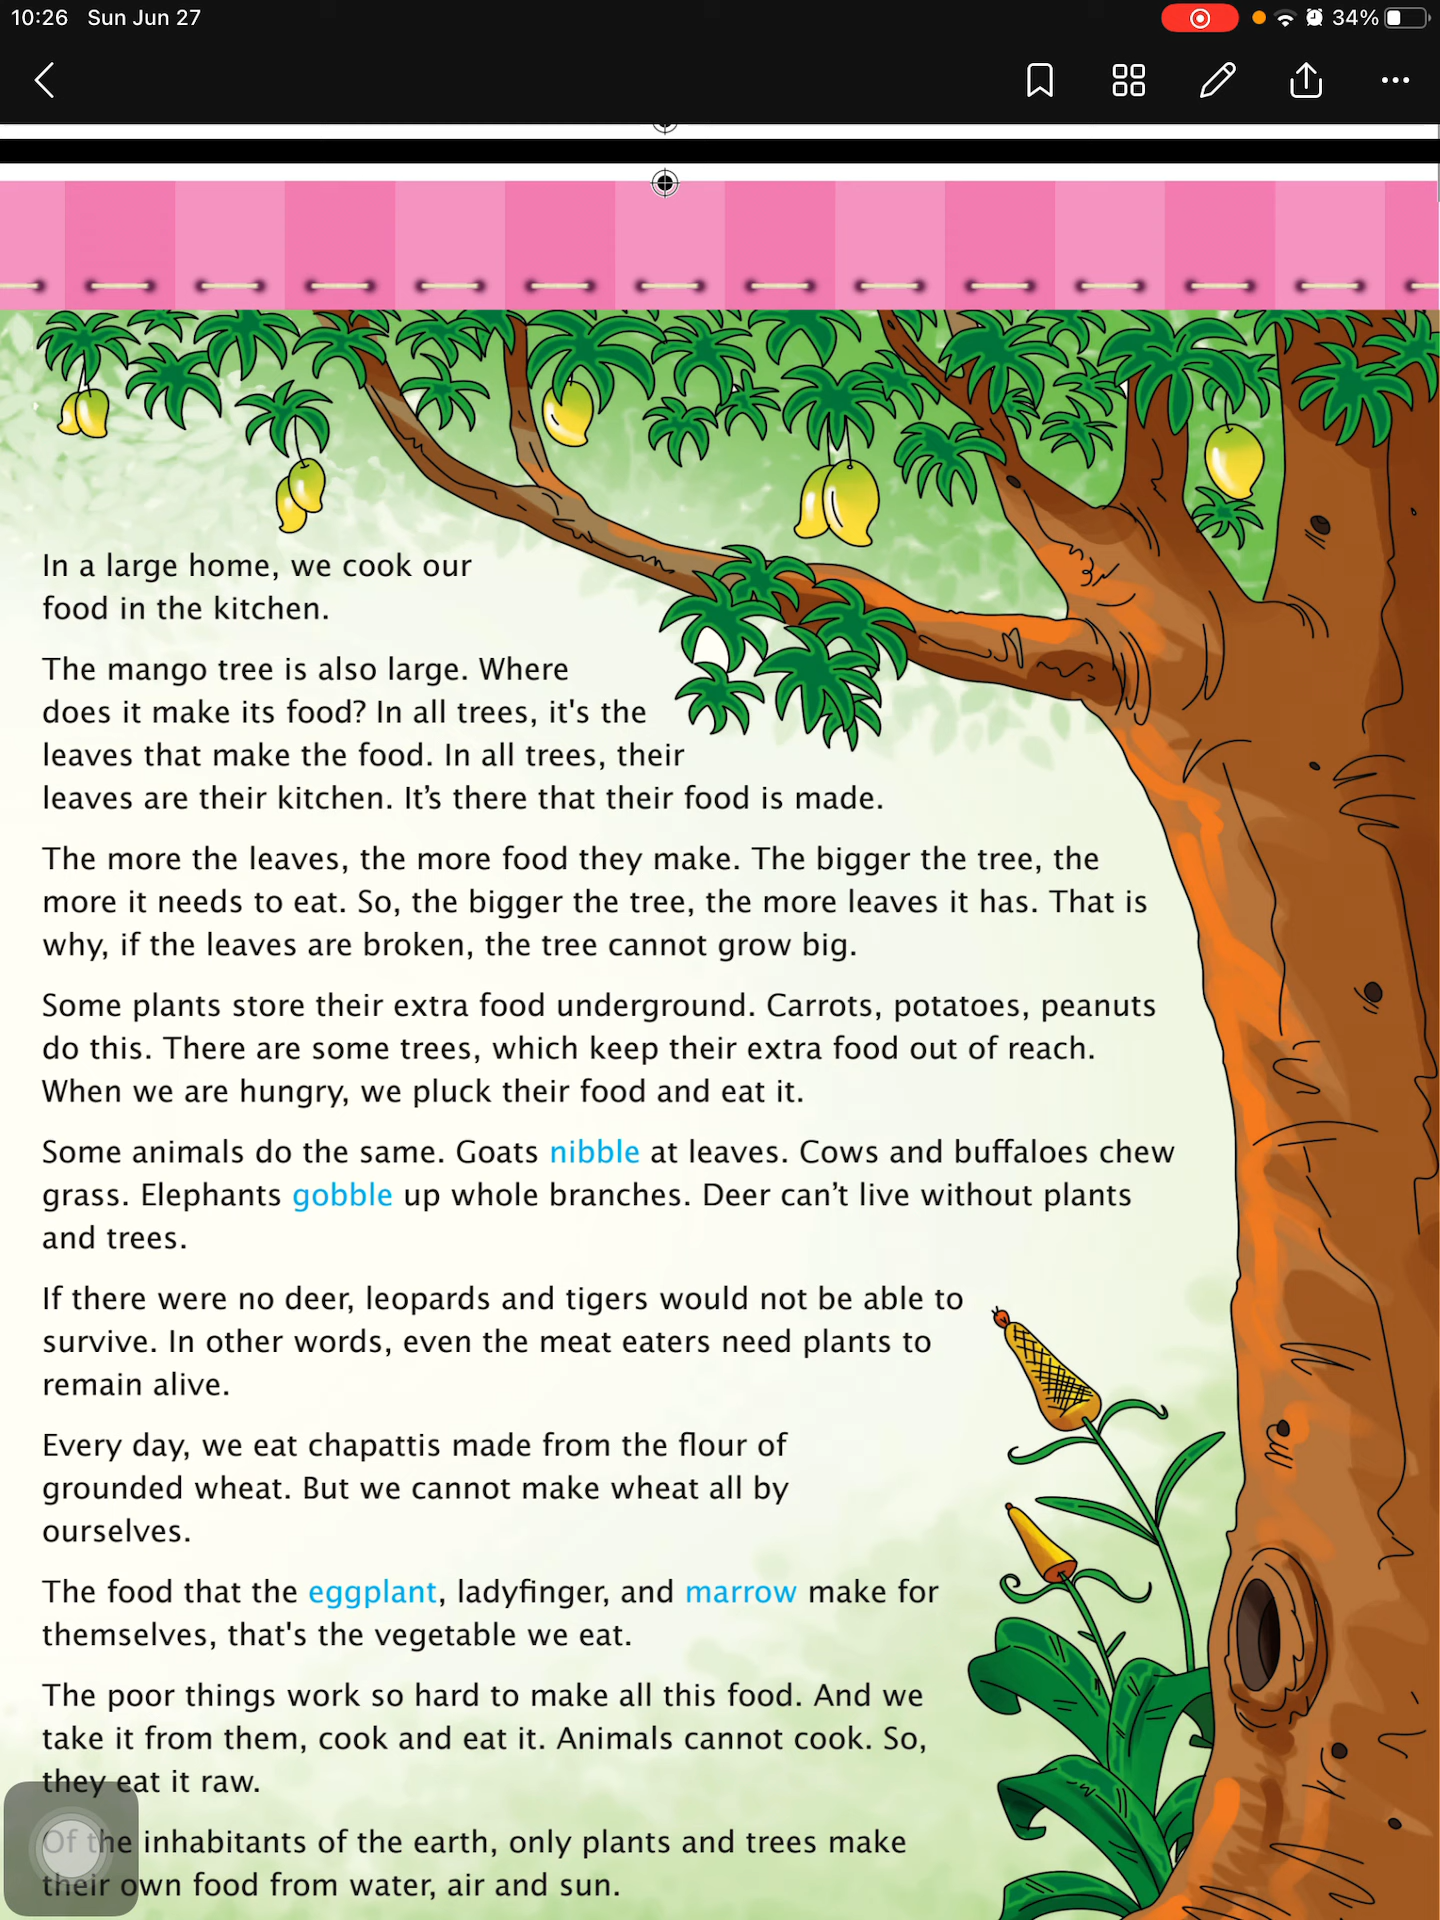 10:26 Sun Jun 27
34%
In a large home, we cook our
food in the kitchen.
The mango tree is also large. Where
does it make its food? In all trees, it's the
leaves that make the food. In all trees, their
leaves are their kitchen. It’s there that their food is made.
The more the leaves, the more food they make. The bigger the tree, the
more it needs to eat. So, the bigger the tree, the more leaves it has. That is
why, if the leaves are broken, the tree cannot grow big.
Some plants store their extra food underground. Carrots, potatoes, peanuts
do this. There are some trees, which keep their extra food out of reach.
When we are hungry, we pluck their food and eat it.
Some animals do the same. Goats nibble at leaves. Cows and buffaloes chew
grass. Elephants gobble up whole branches. Deer can’t live without plants
and trees.
If there were no deer, leopards and tigers would not be able to
survive. In other words, even the meat eaters need plants to
remain alive.
Every day, we eat chapattis made from the flour of
grounded wheat. But we cannot make wheat all by
ourselves.
The food that the eggplant, ladyfinger, and marrow make for
themselves, that's the vegetable we eat.
The poor things work so hard to make all this food. And we
take it from them, cook and eat it. Animals cannot cook. So,
they eat it raw.
Of the inhabitants of the earth, only plants and trees make
their own food from water, air and sun.